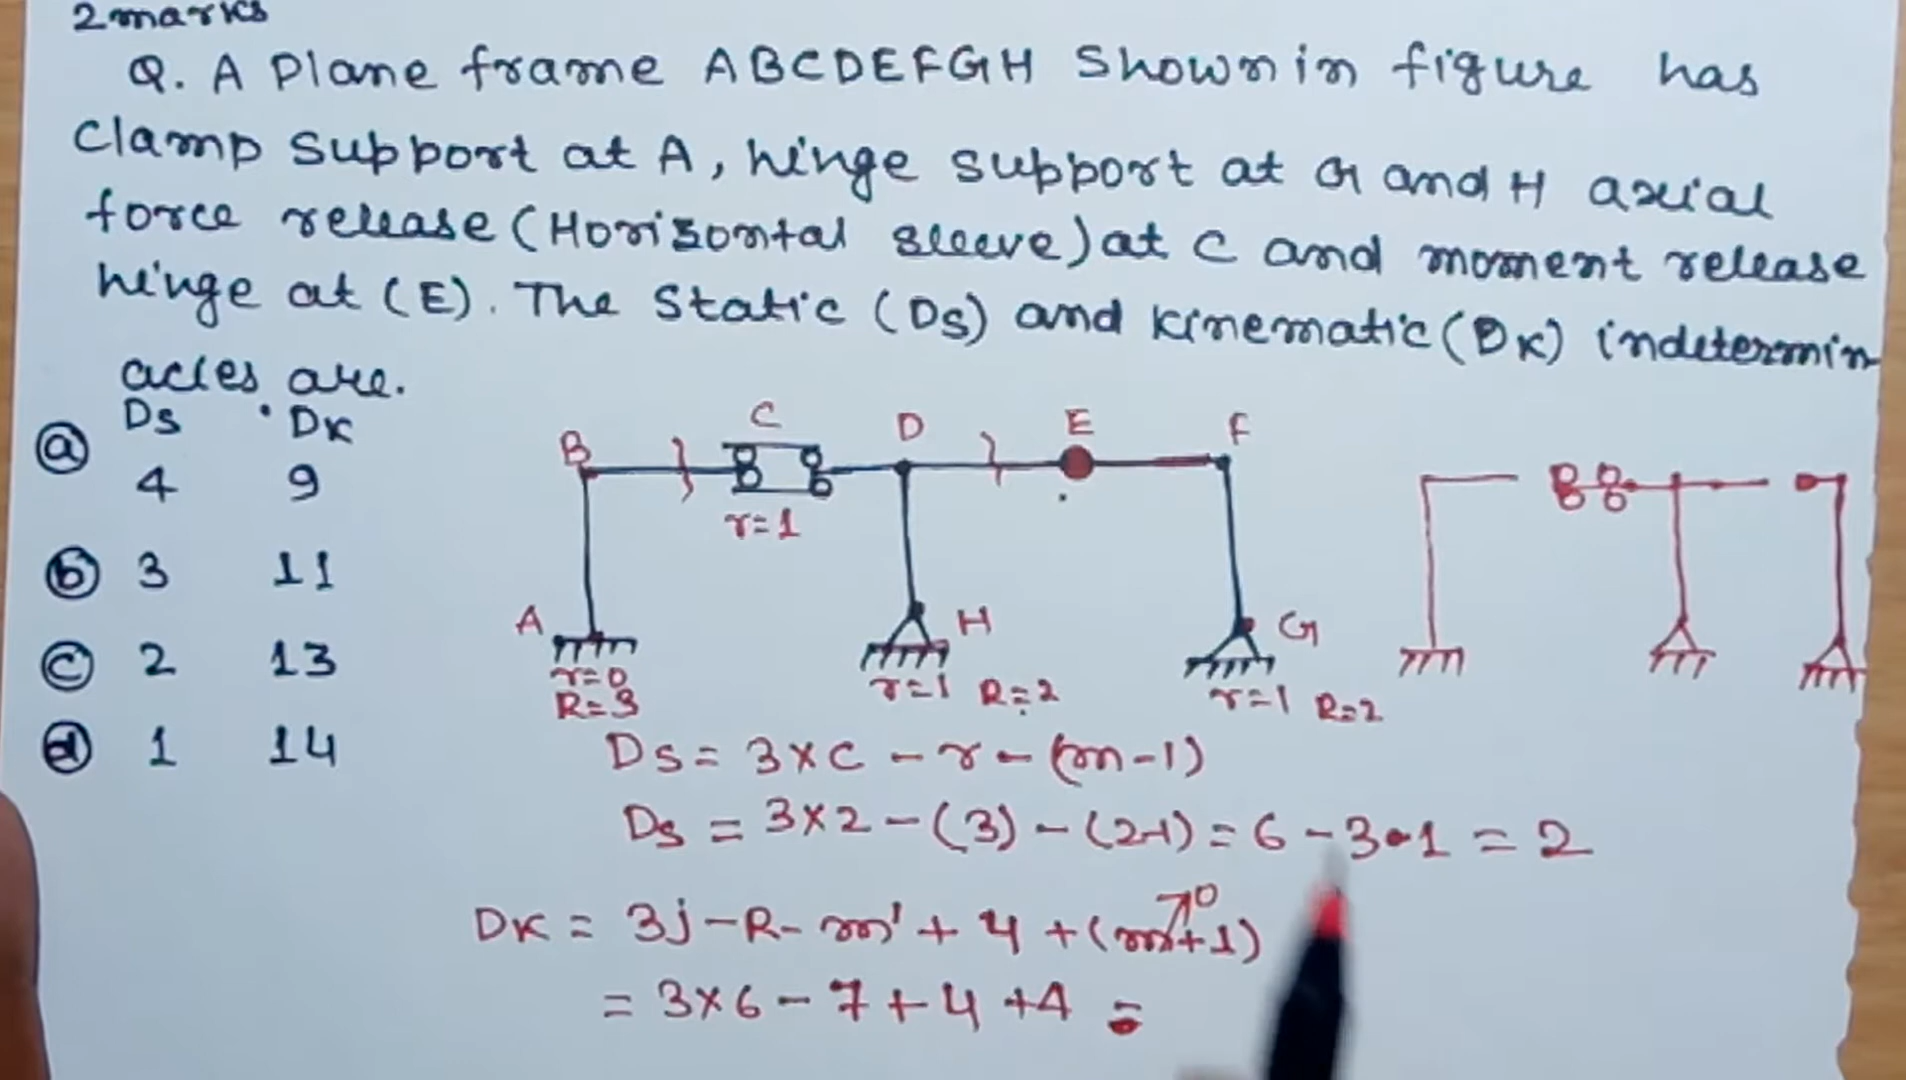 2marks
Q. A Plane frame ABCDEFGH Shown in figure has
Clamp support at A, hinge support at G and H axial
force release (Horizontal sleeve) at C and moment release
hinge at (E). The Static (Ds) and kinematic (Dk) indetermin
acies are.
Ds Dk
(a) 4 9
(b) 3 11
(c) 2 13
(d) 1 14
B C D E F
r=1
A H G
r=0 r=1 R=2 r=1 R=2
R=3
Ds = 3×C - r - (m-1)
Ds = 3×2 - (3) - (2-1) = 6 - 3 - 1 = 2
Dk = 3j - R - m' + 4 + (m+1)
0
= 3×6 - 7 + 4 + 4 =